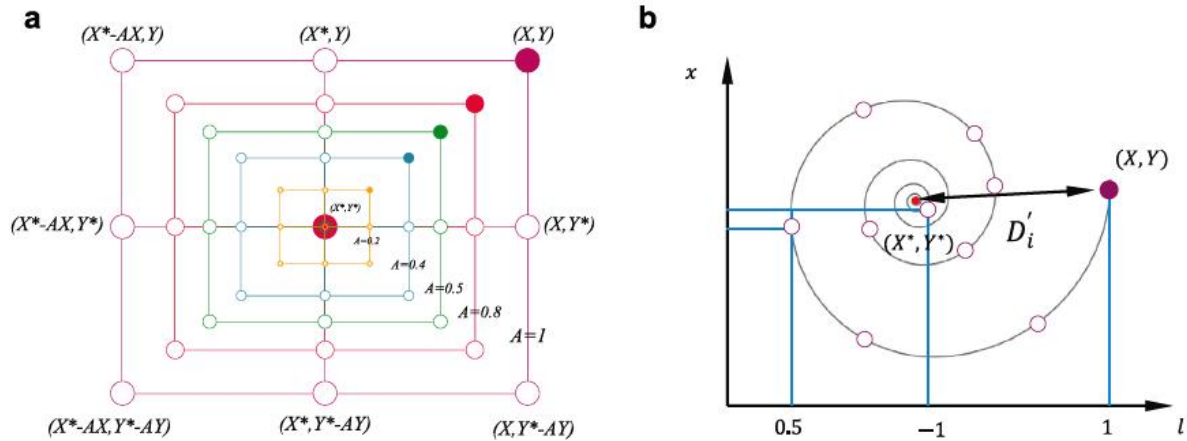 a
(X*-AX,Y)
(X*,Y)
(X,Y)
(X*-AX,Y*)
(X*,Y*)
(X,Y*)
A=0.2
A=0.4
A=0.5
A=0.8
A=1
(X*-AX,Y*-AY)
(X*,Y*-AY)
(X,Y*-AY)
b
x
(X,Y)
(X*,Y*)
D'i
0.5
−1
1
l